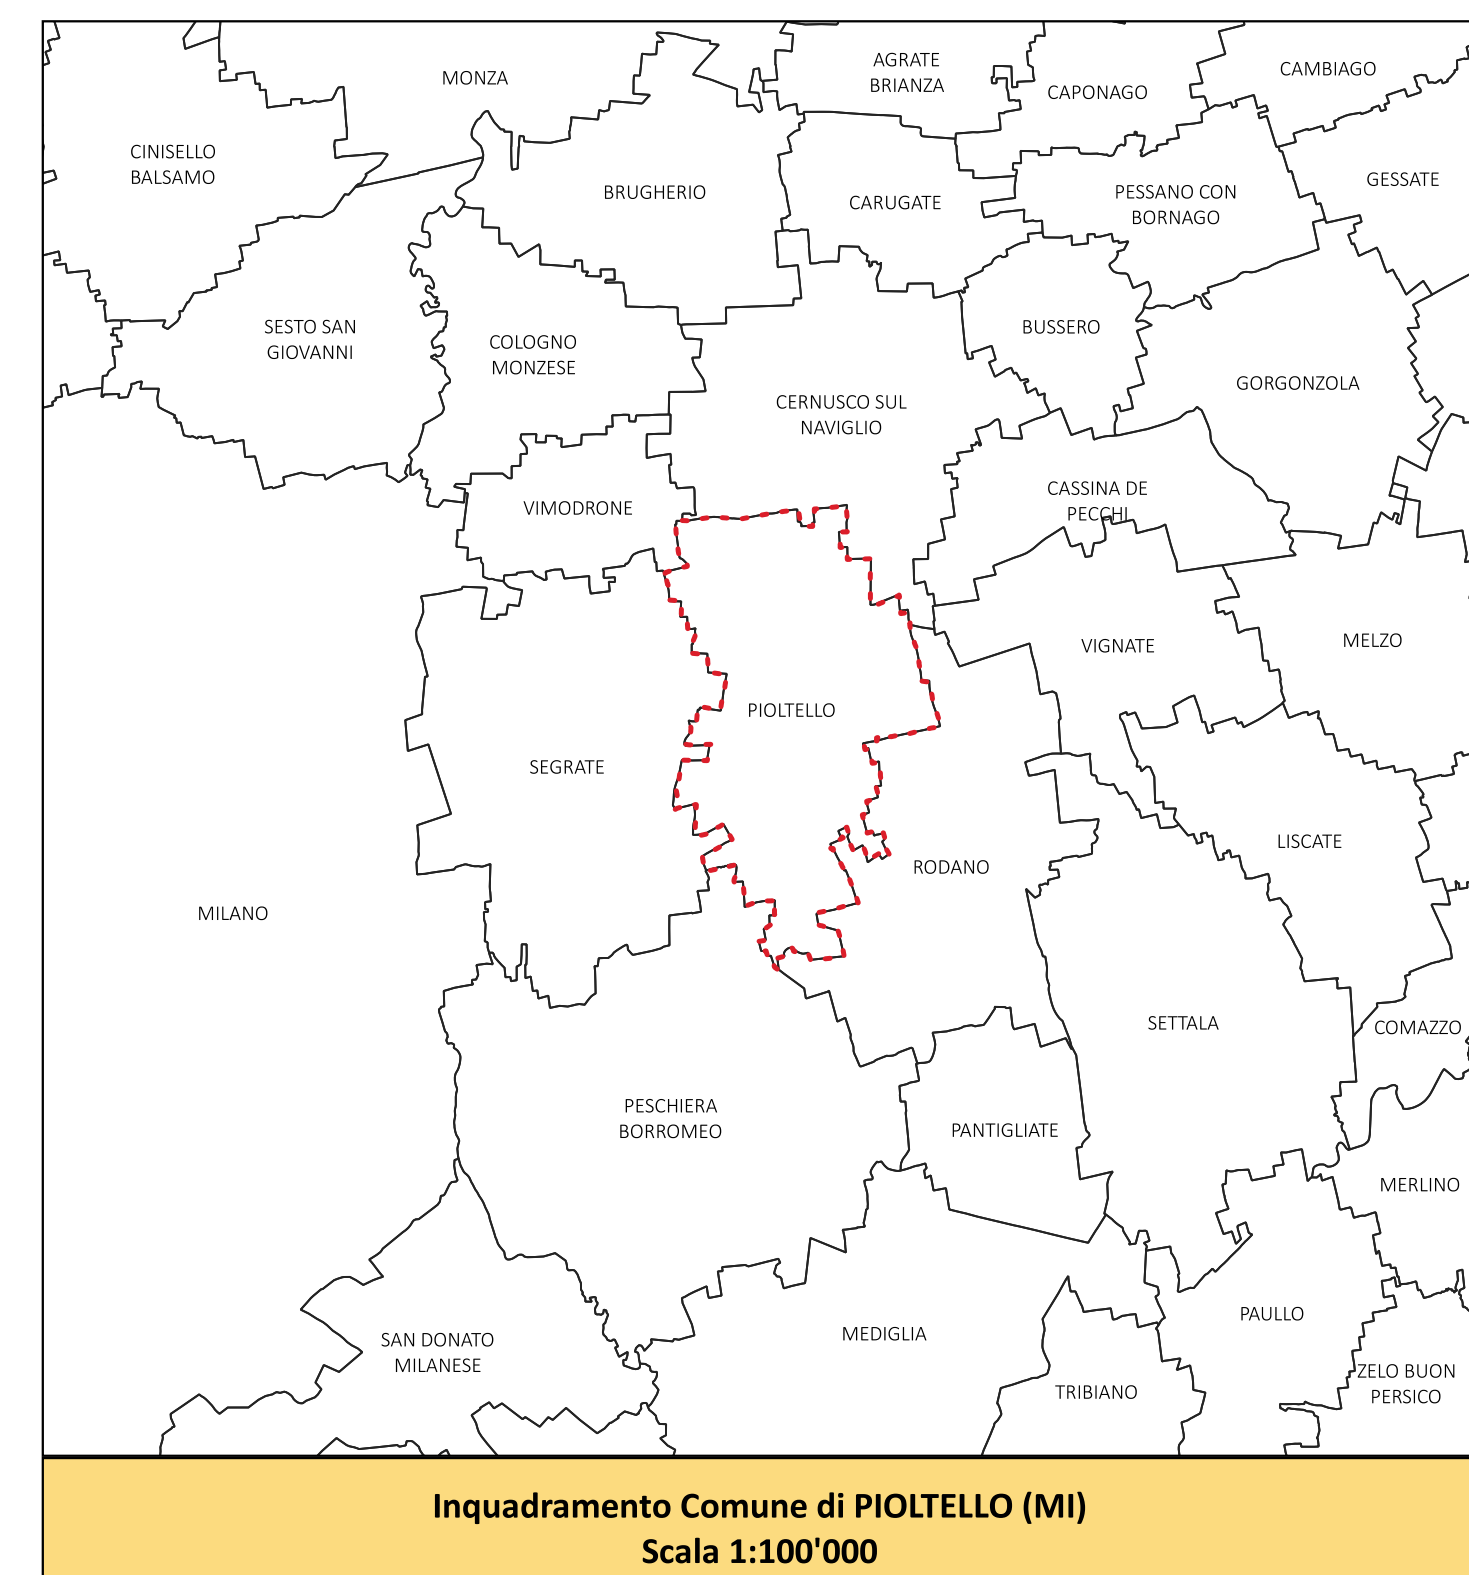 AGRATE
BRIANZA
MONZA
CAPONAGO
CAMBIAGO
CINISELLO
BALSAMO
BRUGHERIO
CARUGATE
PESSANO CON
BORNAGO
GESSATE
SESTO SAN
GIOVANNI
COLOGNO
MONZESE
BUSSERO
GORGONZOLA
CERNUSCO SUL
NAVIGLIO
VIMODRONE
CASSINA DE
PECCHI
VIGNATE
MELZO
PIOLTELLO
SEGRATE
LISCATE
RODANO
MILANO
SETTALA
COMAZZO
PESCHIERA
BORROMEO
PANTIGLIATE
MERLINO
PAULLO
SAN DONATO
MILANESE
MEDIGLIA
TRIBIANO
ZELO BUON
PERSICO
Inquadramento Comune di PIOLTELLO (MI)
Scala 1:100'000